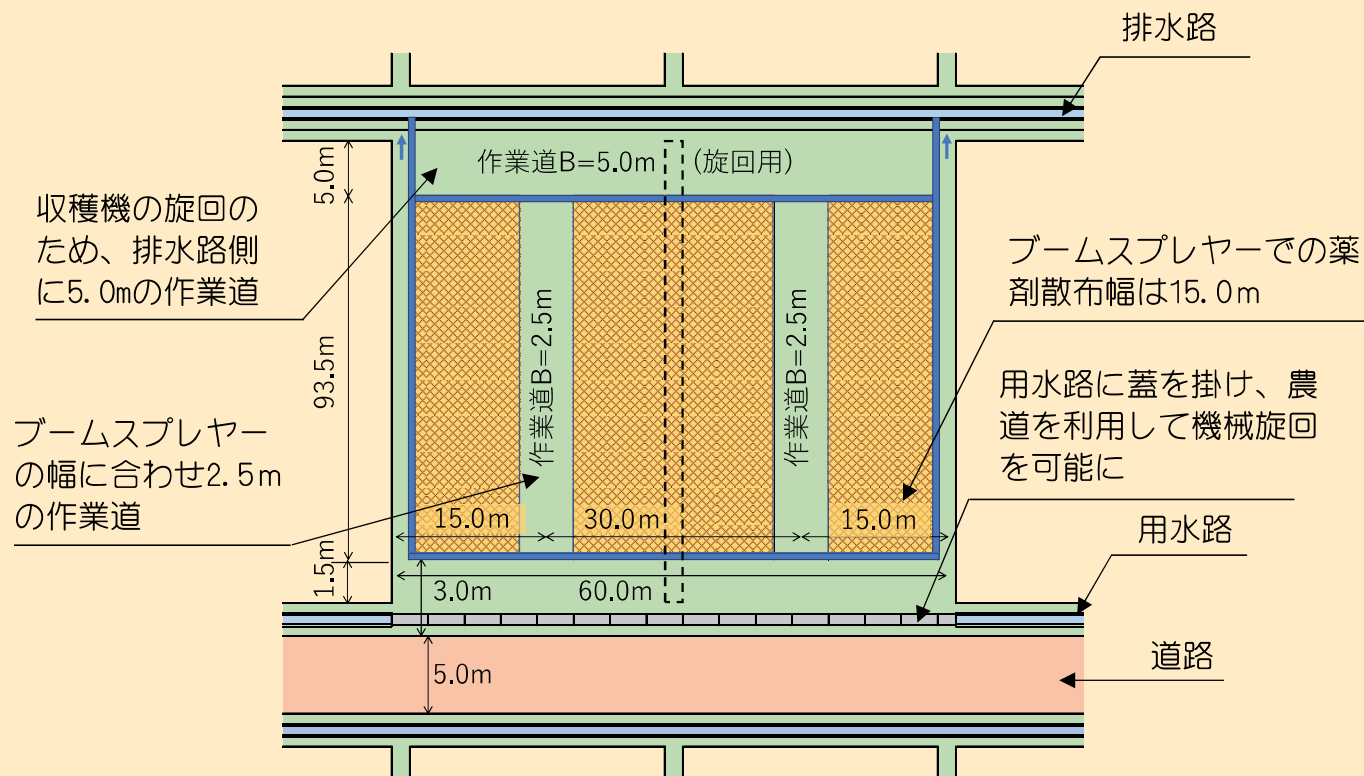 排水路
作業道B=5.0m (旋回用)
5.0m
収穫機の旋回の
ため、排水路側
に5.0mの作業道
ブームスプレヤーでの薬
剤散布幅は15.0m
作業道B=2.5m
作業道B=2.5m
93.5m
用水路に蓋を掛け、農
道を利用して機械旋回
を可能に
ブームスプレヤー
の幅に合わせ2.5m
の作業道
15.0m
30.0m
15.0m
用水路
1.5m
3.0m
60.0m
道路
5.0m